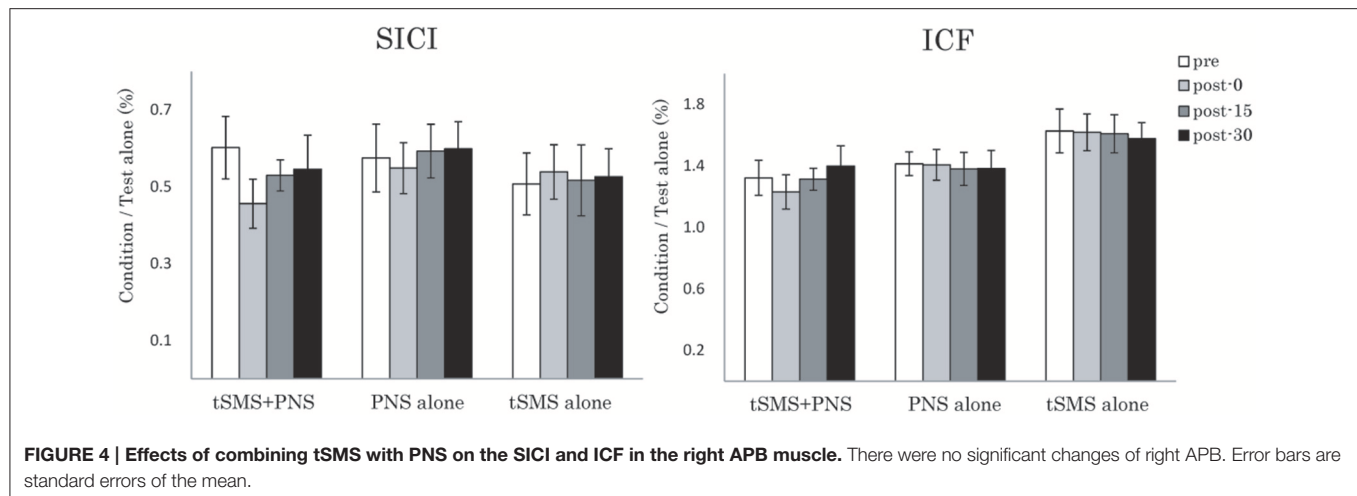 SICI
Condition / Test alone (%)
0.7
0.5
0.3
0.1
tSMS+PNS
PNS alone
tSMS alone
ICF
Condition / Test alone (%)
1.8
1.4
1.0
0.6
0.2
tSMS+PNS
PNS alone
tSMS alone
pre
post-0
post-15
post-30
FIGURE 4 | Effects of combining tSMS with PNS on the SICI and ICF in the right APB muscle. There were no significant changes of right APB. Error bars are
standard errors of the mean.